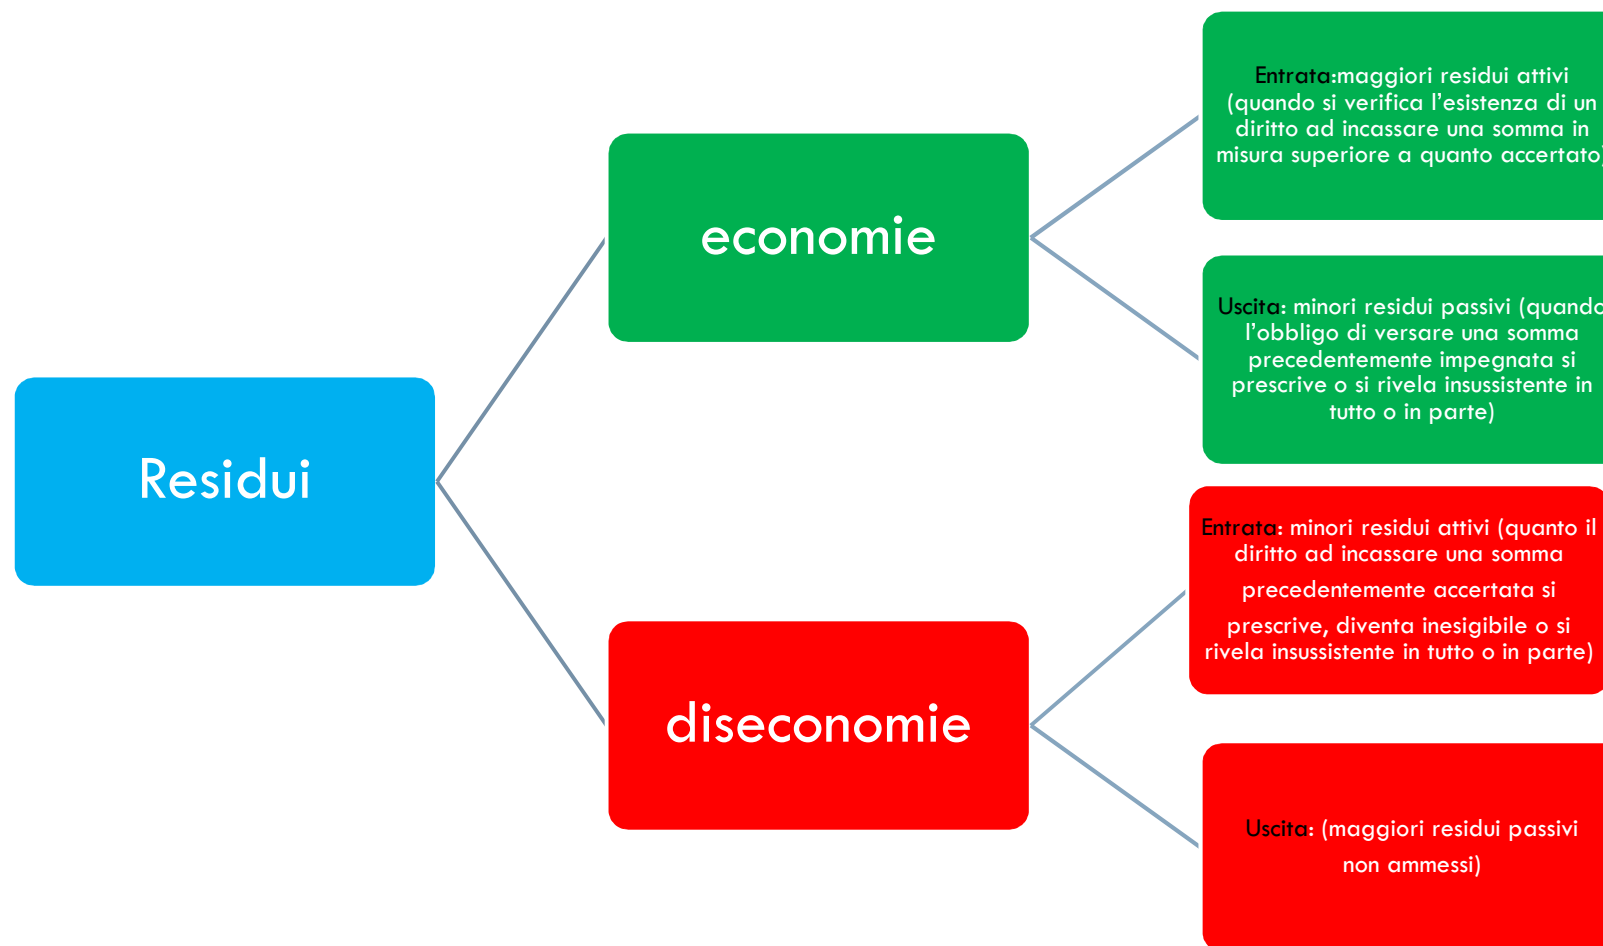 Residui
economie
Entrata:maggiori residui attivi
(quando si verifica l'esistenza di un
diritto ad incassare una somma in
misura superiore a quanto accertato)
Uscita: minori residui passivi (quando
l'obbligo di versare una somma
precedentemente impegnata si
prescrive o si rivela insussistente in
tutto o in parte)
diseconomie
Entrata: minori residui attivi (quanto il
diritto ad incassare una somma
precedentemente accertata si
prescrive, diventa inesigibile o si
rivela insussistente in tutto o in parte)
Uscita: (maggiori residui passivi
non ammessi)